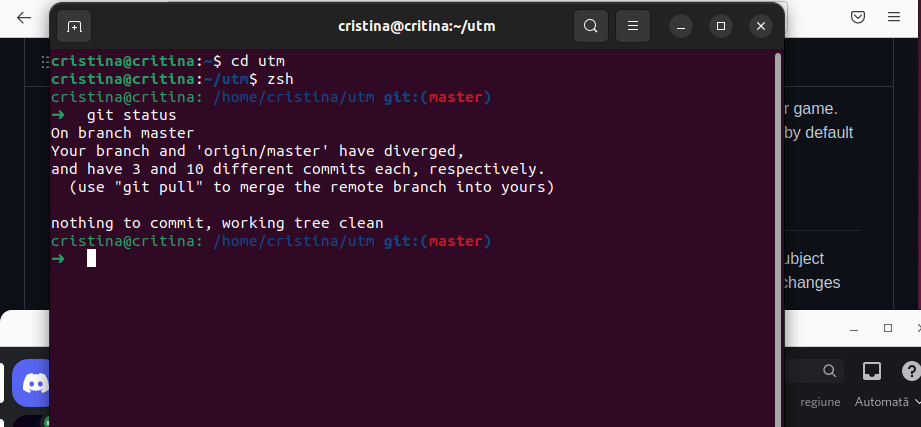 cristina@critina:~/utm
cristina@critina:~$ cd utm
cristina@critina:~/utm$ zsh
cristina@critina: /home/cristina/utm git:(master)
➜ git status
On branch master
Your branch and 'origin/master' have diverged,
and have 3 and 10 different commits each, respectively.
(use "git pull" to merge the remote branch into yours)
nothing to commit, working tree clean
cristina@critina: /home/cristina/utm git:(master)
➜
r game.
by default
ubject
changes
regiune Automată